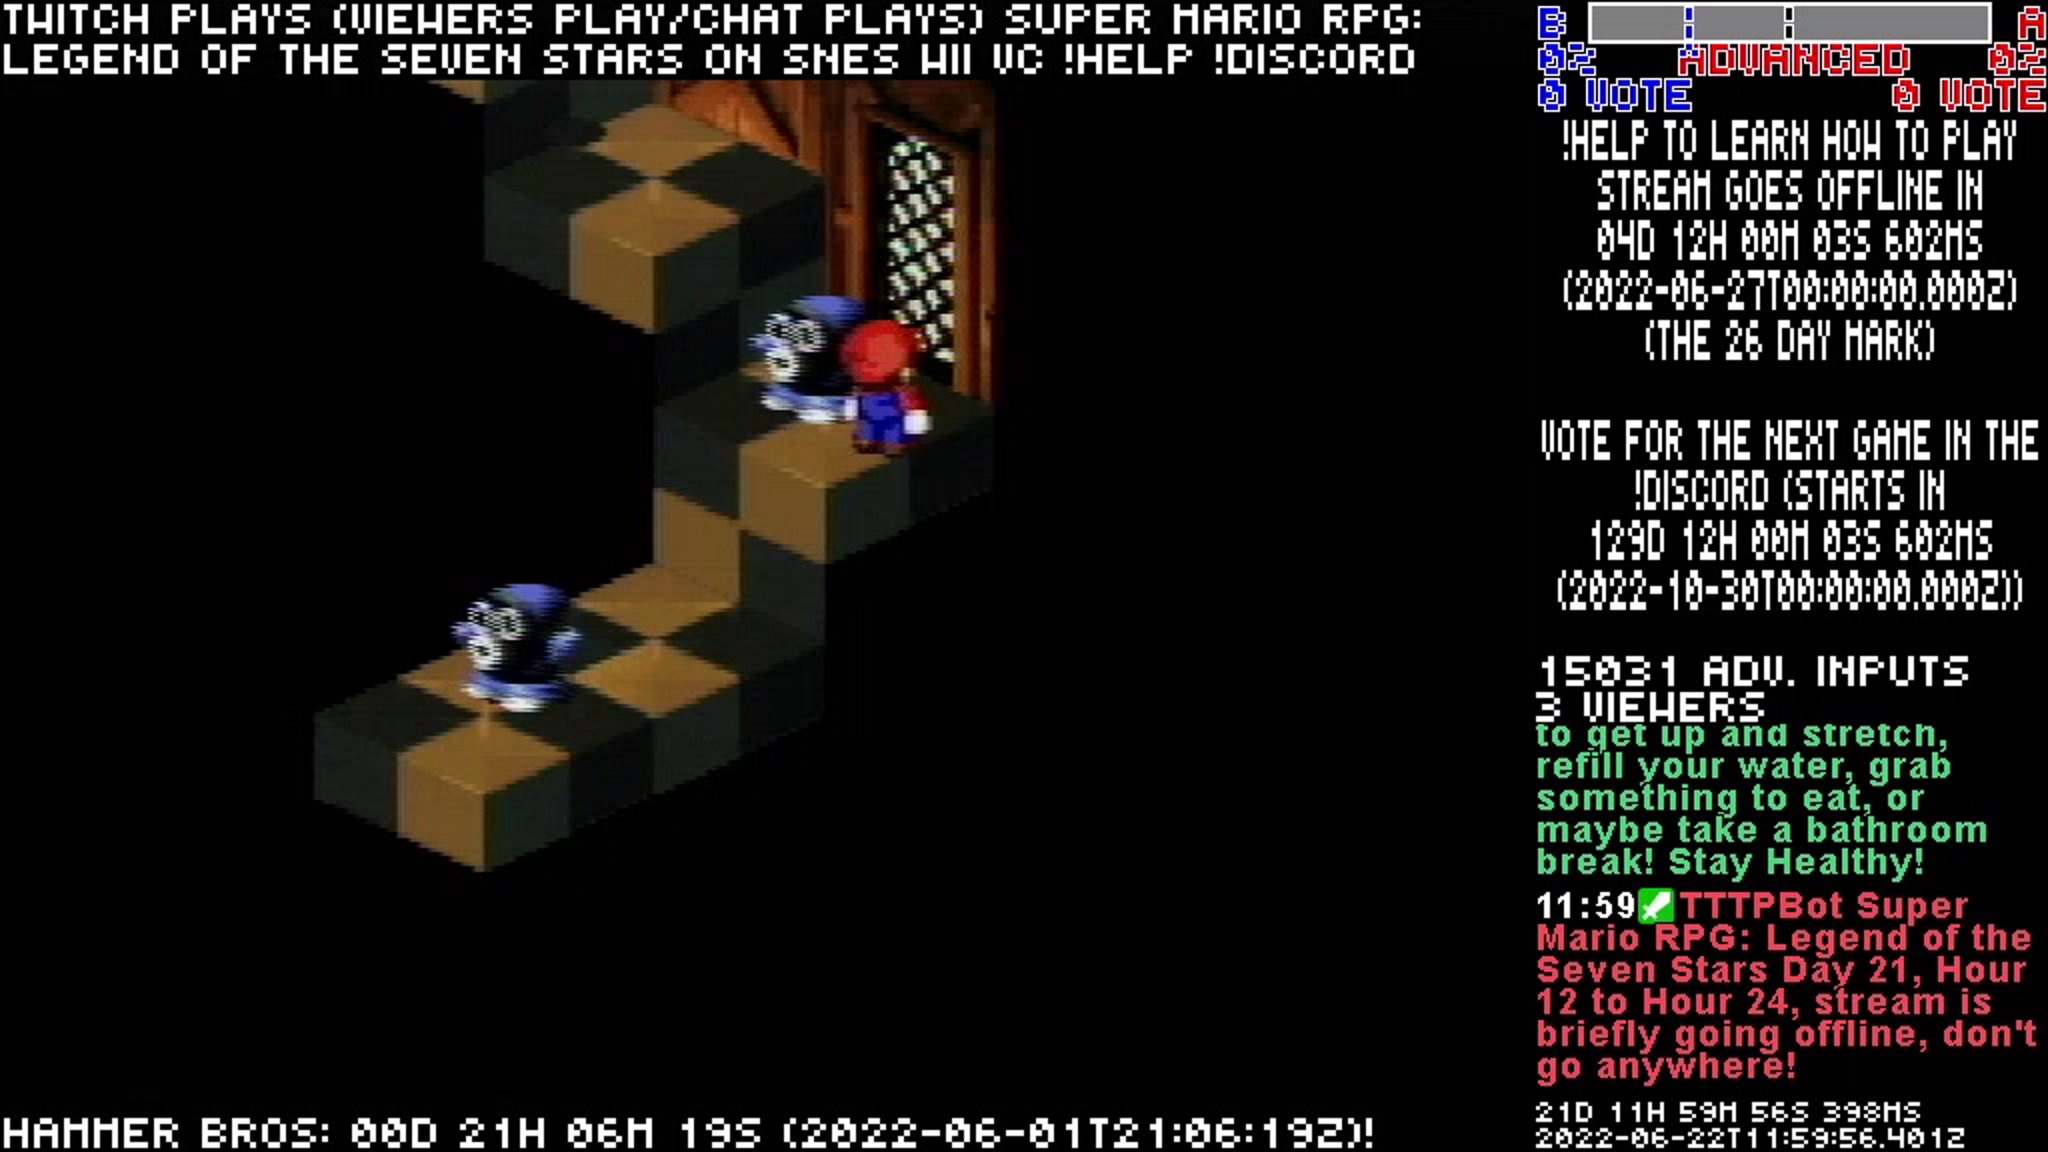 TWITCH PLAYS (VIEWERS PLAY/CHAT PLAYS) SUPER MARIO RPG:
LEGEND OF THE SEVEN STARS ON SNES WII VC !HELP !DISCORD
B A
0% ADVANCED 0%
0 VOTE 0 VOTE
!HELP TO LEARN HOW TO PLAY
STREAM GOES OFFLINE IN
04D 12H 00M 03S 602MS
(2022-06-27T00:00:00.000Z)
(THE 26 DAY MARK)
VOTE FOR THE NEXT GAME IN THE
!DISCORD (STARTS IN
129D 12H 00M 03S 602MS
(2022-10-30T00:00:00.000Z))
15031 ADV. INPUTS
3 VIEWERS
to get up and stretch,
refill your water, grab
something to eat, or
maybe take a bathroom
break! Stay Healthy!
11:59 TTTPBot Super
Mario RPG: Legend of the
Seven Stars Day 21, Hour
12 to Hour 24, stream is
briefly going offline, don't
go anywhere!
21D 11H 59M 56S 398MS
2022-06-22T11:59:56.401Z
HAMMER BROS: 00D 21H 06M 19S (2022-06-01T21:06:19Z)!